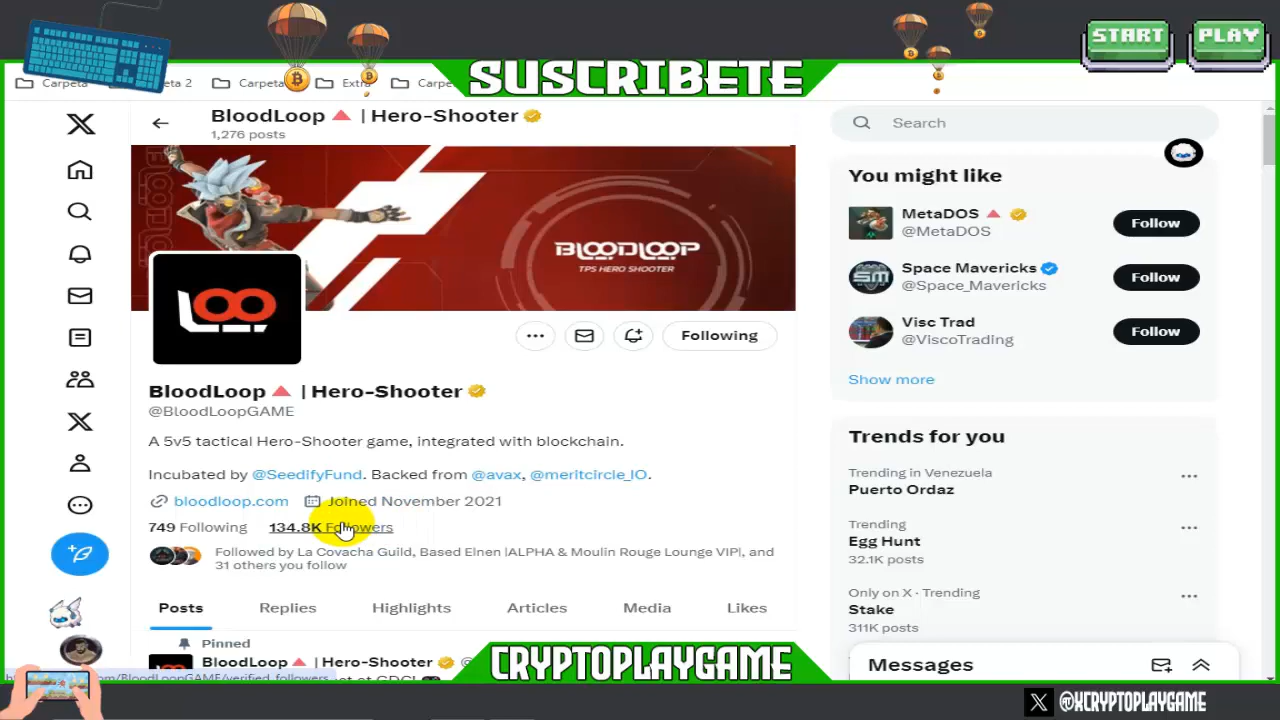 START PLAY
SUSCRIBETE
Carpeta
2
Carpeta
Extra
Carpe
BloodLoop 🔺 | Hero-Shooter
1,276 posts
Search
BLOODLOOP
TPS HERO SHOOTER
LOO
Following
BloodLoop 🔺 | Hero-Shooter
@BloodLoopGAME
A 5v5 tactical Hero-Shooter game, integrated with blockchain.
Incubated by @SeedifyFund. Backed from @avax, @meritcircle_IO.
bloodloop.com Joined November 2021
749 Following 134.8K Followers
Followed by La Covacha Guild, Based Einen |ALPHA & Moulin Rouge Lounge VIP|, and
31 others you follow
Posts Replies Highlights Articles Media Likes
Pinned
BloodLoop 🔺 | Hero-Shooter
You might like
MetaDOS 🔺
@MetaDOS
Follow
Space Mavericks
@Space_Mavericks
Follow
Visc Trad
@ViscoTrading
Follow
Show more
Trends for you
Trending in Venezuela
Puerto Ordaz
Trending
Egg Hunt
32.1K posts
Only on X · Trending
Stake
311K posts
Messages
com/BloodLoopGAME/verified_followers
CRYPTOPLAYGAME
X @XCRYPTOPLAYGAME